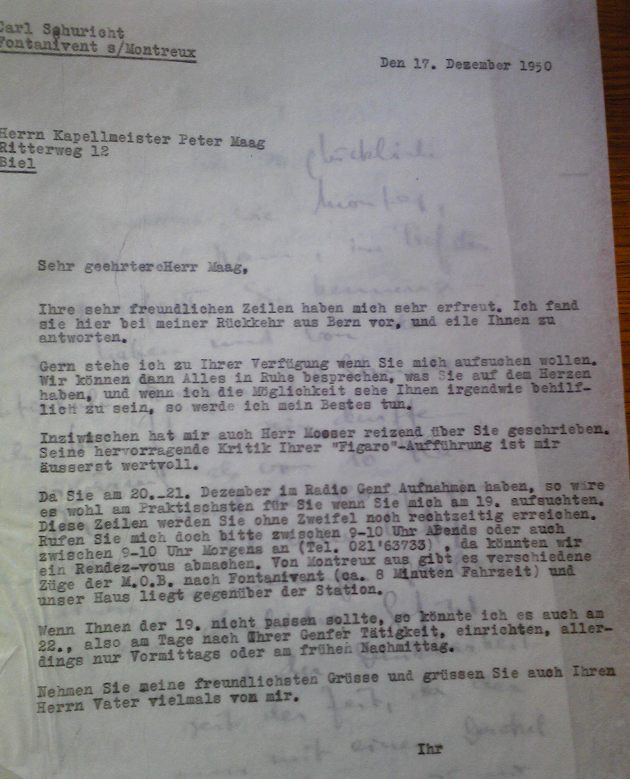 Carl Schuricht
Fontanivent s/Montreux
Den 17. Dezember 1950
Herrn Kapellmeister Peter Maag
Ritterweg 12
Biel
Sehr geehrter Herr Maag,
Ihre sehr freundlichen Zeilen haben mich sehr erfreut. Ich fand
sie hier bei meiner Rückkehr aus Bern vor, und eile Ihnen zu
antworten.
Gern stehe ich zu Ihrer Verfügung wenn Sie mich aufsuchen wollen.
Wir können dann Alles in Ruhe besprechen, was Sie auf dem Herzen
haben, und wenn ich die Möglichkeit sehe Ihnen irgendwie behilf-
lich zu sein, so werde ich mein Bestes tun.
Inziwischen hat mir auch Herr Mooser reizend über Sie geschrieben.
Seine hervorragende Kritik Ihrer "Figaro"-Aufführung ist mir
äusserst wertvoll.
Da Sie am 20.-21. Dezember im Radio Genf Aufnahmen haben, so wäre
es wohl am Praktischsten für Sie wenn Sie mich am 19. aufsuchten.
Diese Zeilen werden Sie ohne Zweifel noch rechtzeitig erreichen.
Rufen Sie mich doch bitte zwischen 9-10 Uhr Abends oder auch
zwischen 9-10 Uhr Morgens an (Tel. 021'63733) , da könnten wir
ein Rendez-vous abmachen. Von Montreux aus gibt es verschiedene
Züge der M.O.B. nach Fontanivent (ca. 8 Minuten Fahrzeit) und
unser Haus liegt gegenüber der Station.
Wenn Ihnen der 19. nicht passen sollte, so könnte ich es auch am
22., also am Tage nach Ihrer Genfer Tätigkeit, einrichten, aller-
dings nur Vormittags oder am frühen Nachmittag.
Nehmen Sie meine freundlichsten Grüsse und grüssen Sie auch Ihren
Herrn Vater vielmals von mir.
Ihr